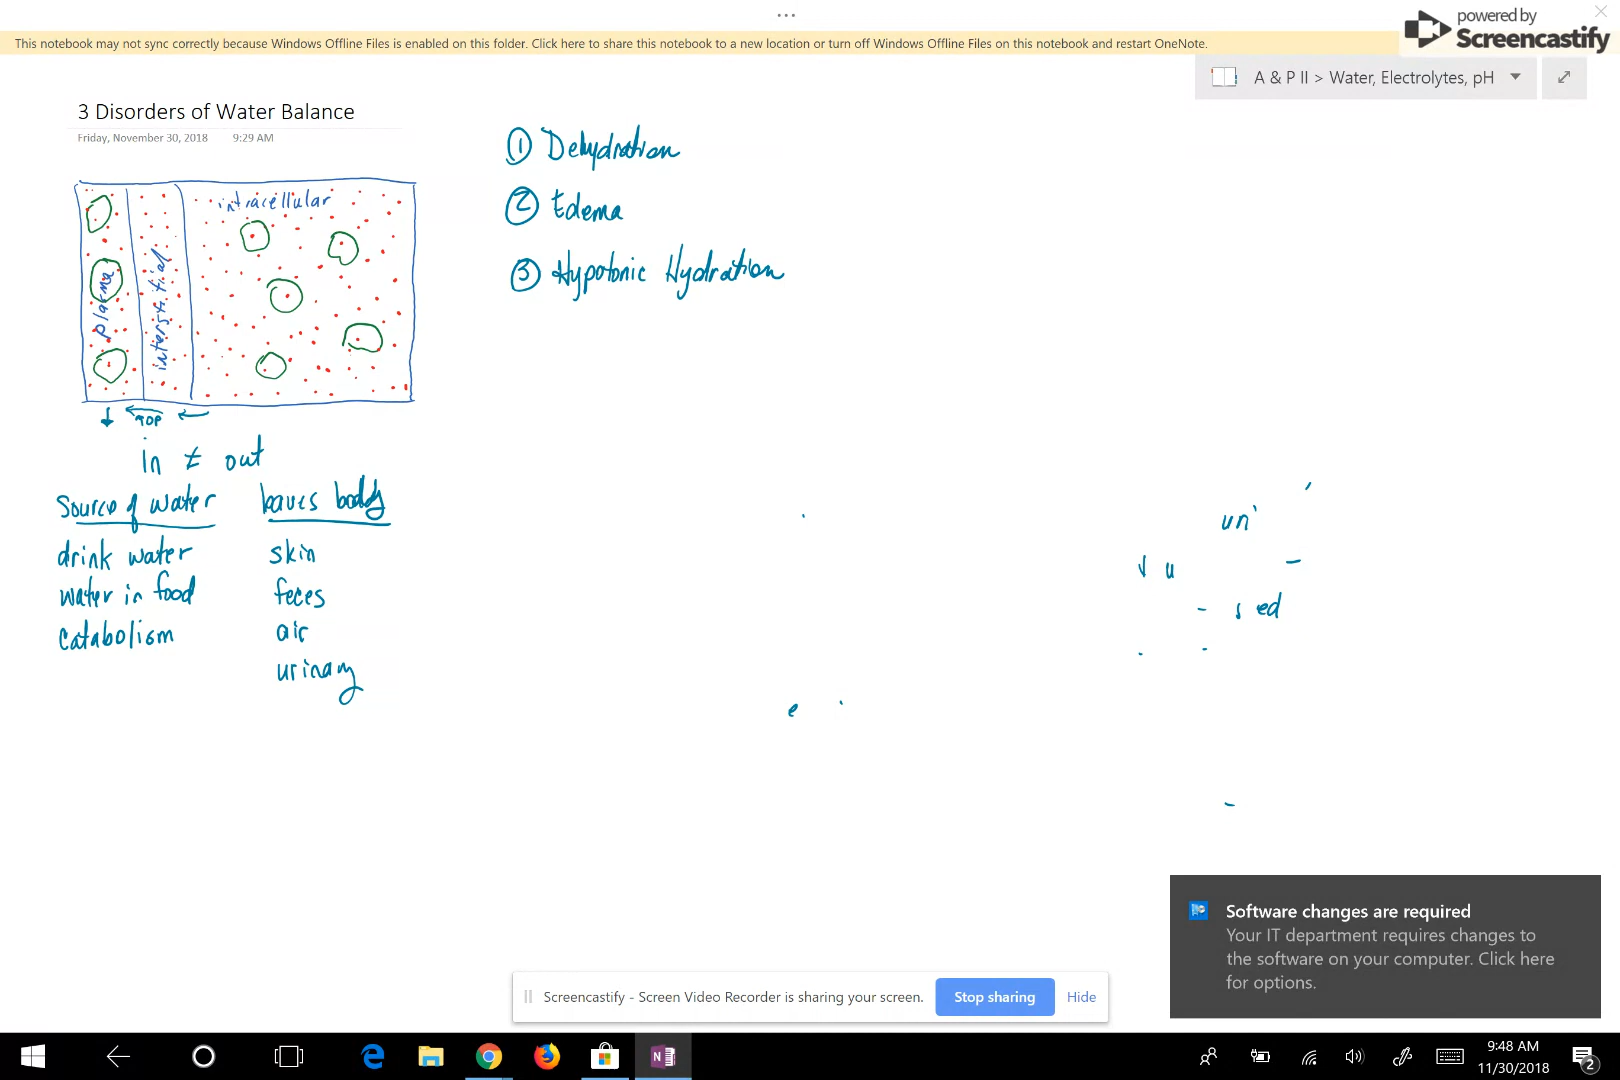 powered by
Screencastify
This notebook may not sync correctly because Windows Offline Files is enabled on this folder. Click here to share this notebook to a new location or turn off Windows Offline Files on this notebook and restart OneNote.
A & P II > Water, Electrolytes, pH
3 Disorders of Water Balance
Friday, November 30, 2018 9:29 AM
① Dehydration
② Edema
③ Hypotonic Hydration
intracellular
plasma
interstitial
↓ ← ←
in ≠ out
Source of water
leaves body
drink water
skin
water in food
feces
catabolism
air
urinary
un
u
ed
e
Software changes are required
Your IT department requires changes to
the software on your computer. Click here
for options.
Screencastify - Screen Video Recorder is sharing your screen.
Stop sharing
Hide
9:48 AM
11/30/2018
2